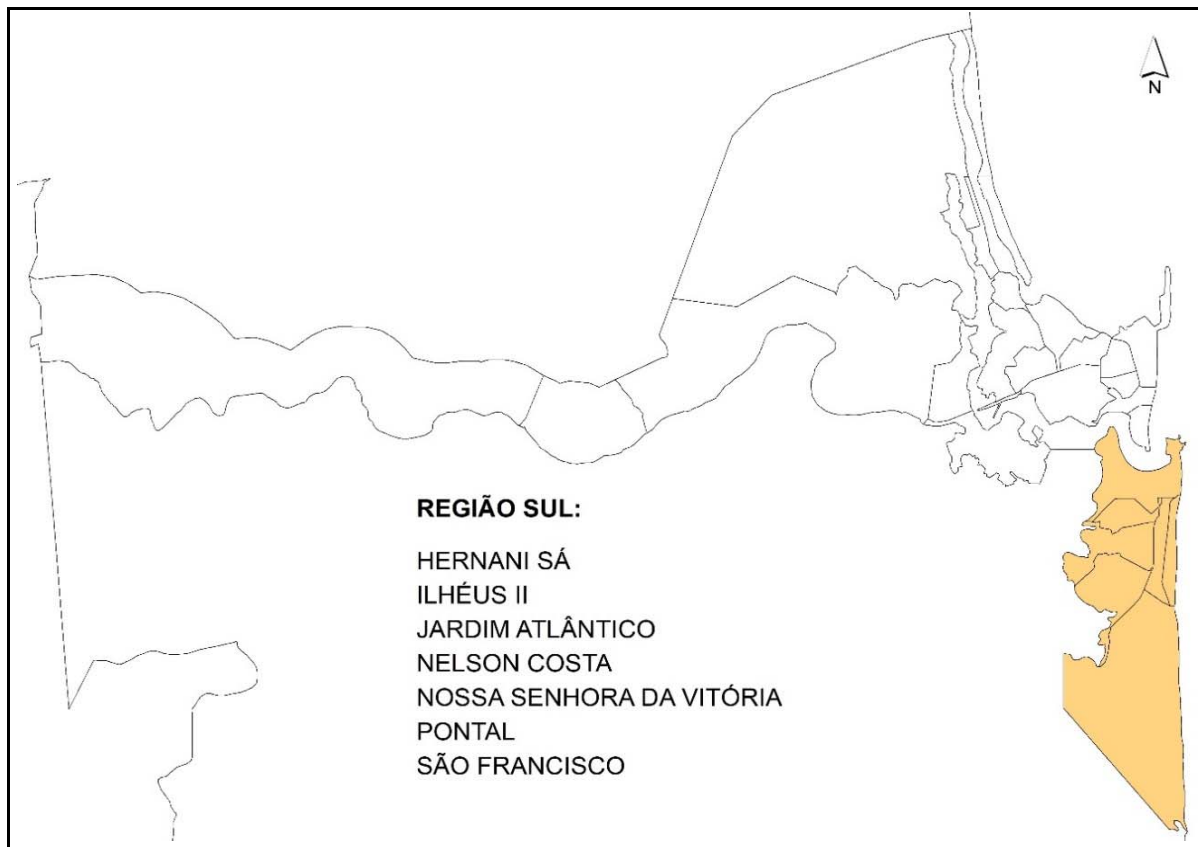 N
REGIÃO SUL:
HERNANI SÁ
ILHÉUS II
JARDIM ATLÂNTICO
NELSON COSTA
NOSSA SENHORA DA VITÓRIA
PONTAL
SÃO FRANCISCO